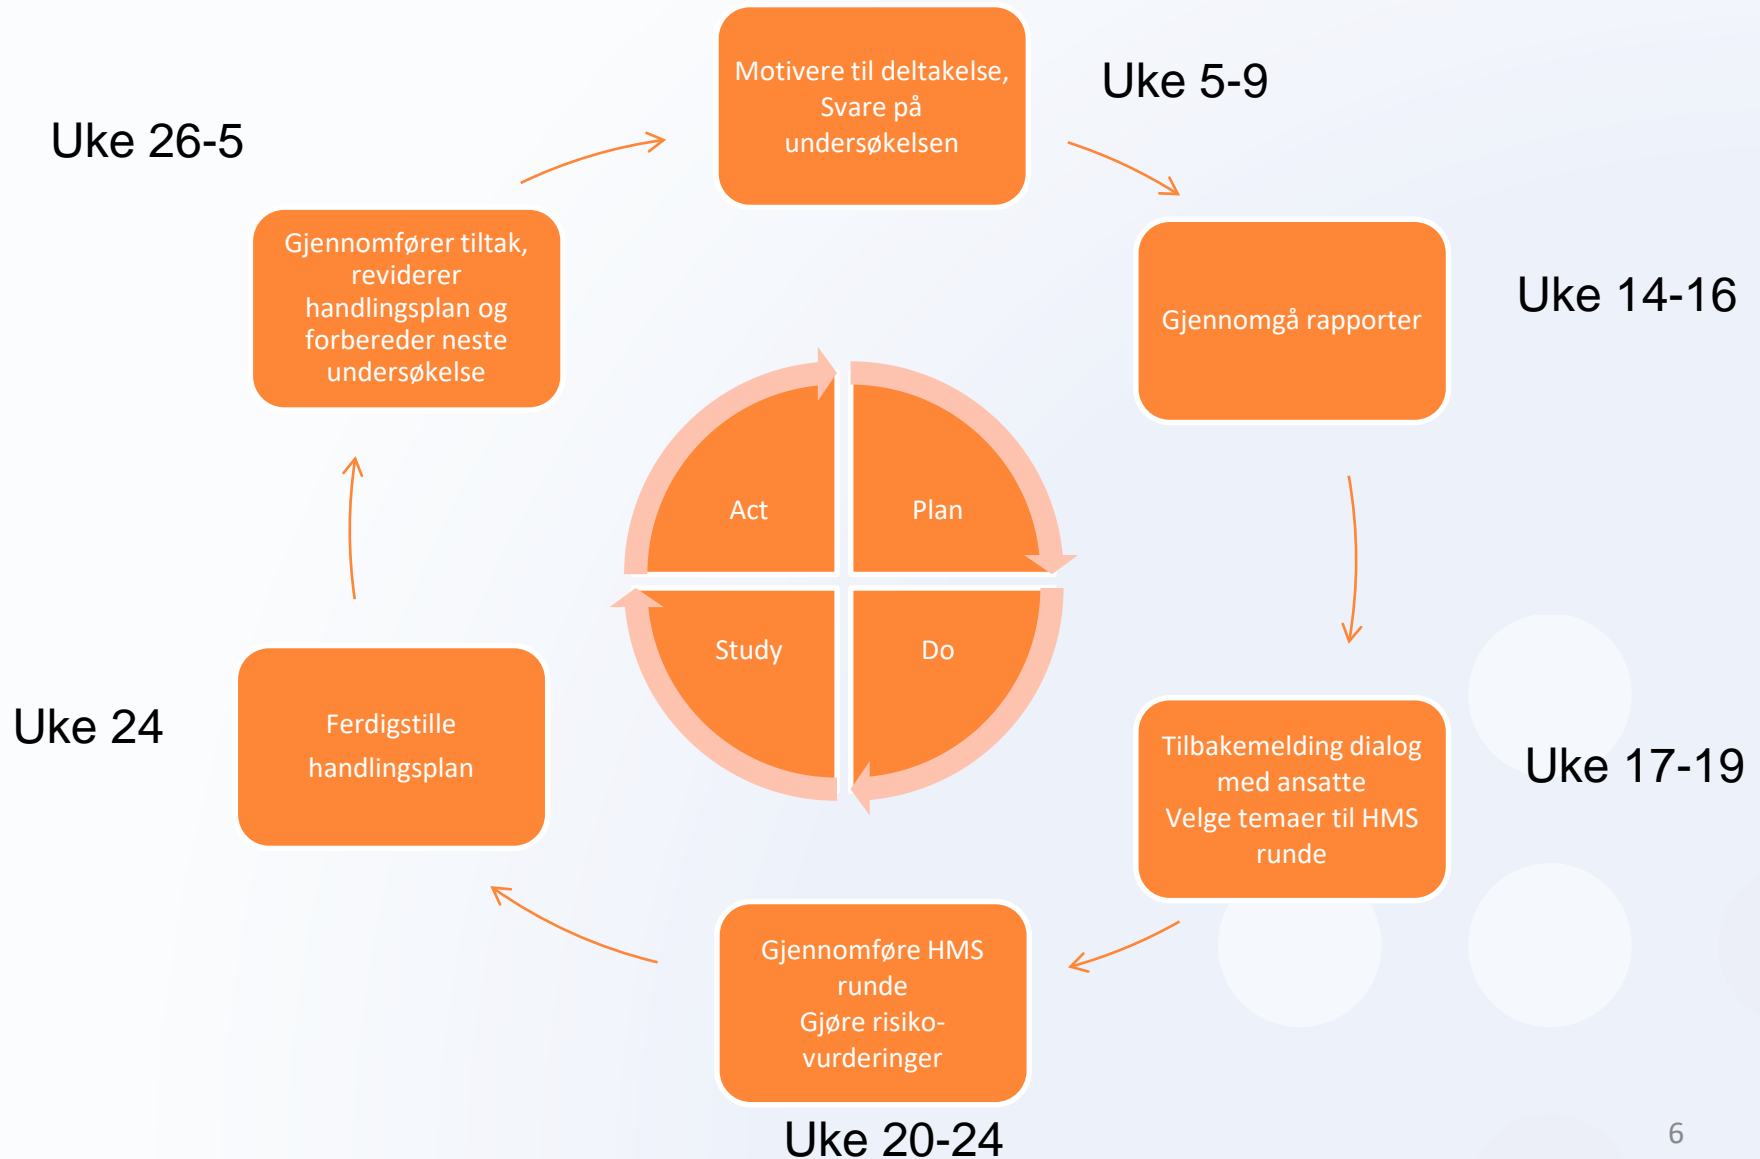 Motivere til deltakelse,
Svare på
undersøkelsen
Uke 5-9
Gjennomgå rapporter
Uke 14-16
Tilbakemelding dialog
med ansatte
Velge temaer til HMS
runde
Uke 17-19
Gjennomføre HMS
runde
Gjøre risiko-
vurderinger
Uke 20-24
Ferdigstille
handlingsplan
Uke 24
Gjennomfører tiltak,
reviderer
handlingsplan og
forbereder neste
undersøkelse
Uke 26-5
Act
Plan
Study
Do
6